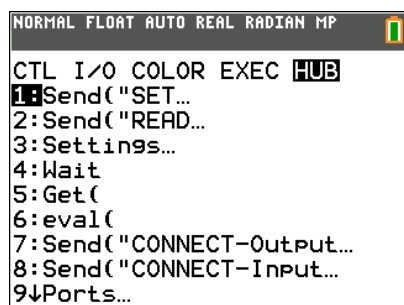 NORMAL FLOAT AUTO REAL RADIAN MP
CTL I/O COLOR EXEC HUB
1:Send("SET…
2:Send("READ…
3:Settings…
4:Wait
5:Get(
6:eval(
7:Send("CONNECT-Output…
8:Send("CONNECT-Input…
9↓Ports…